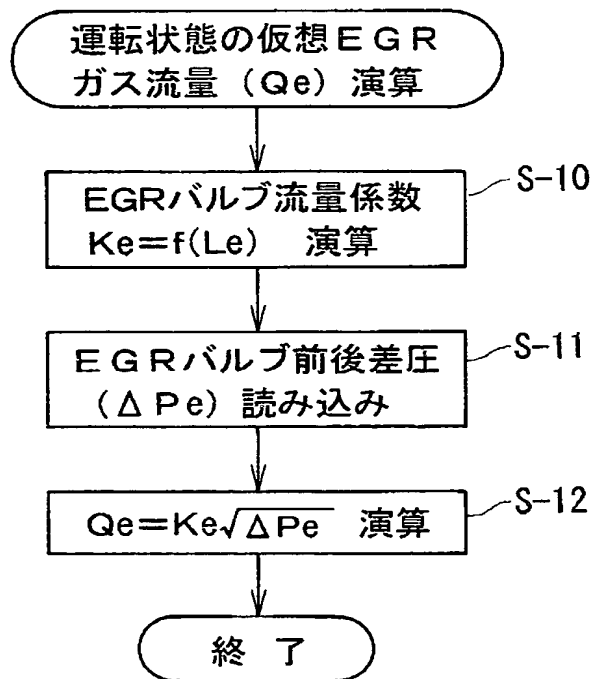 運転状態の仮想EGR
ガス流量（Qe）演算
EGRバルブ流量係数
Ke＝f(Le) 演算
S-10
EGRバルブ前後差圧
（ΔPe）読み込み
S-11
Qe＝Ke√ΔPe 演算
S-12
終了